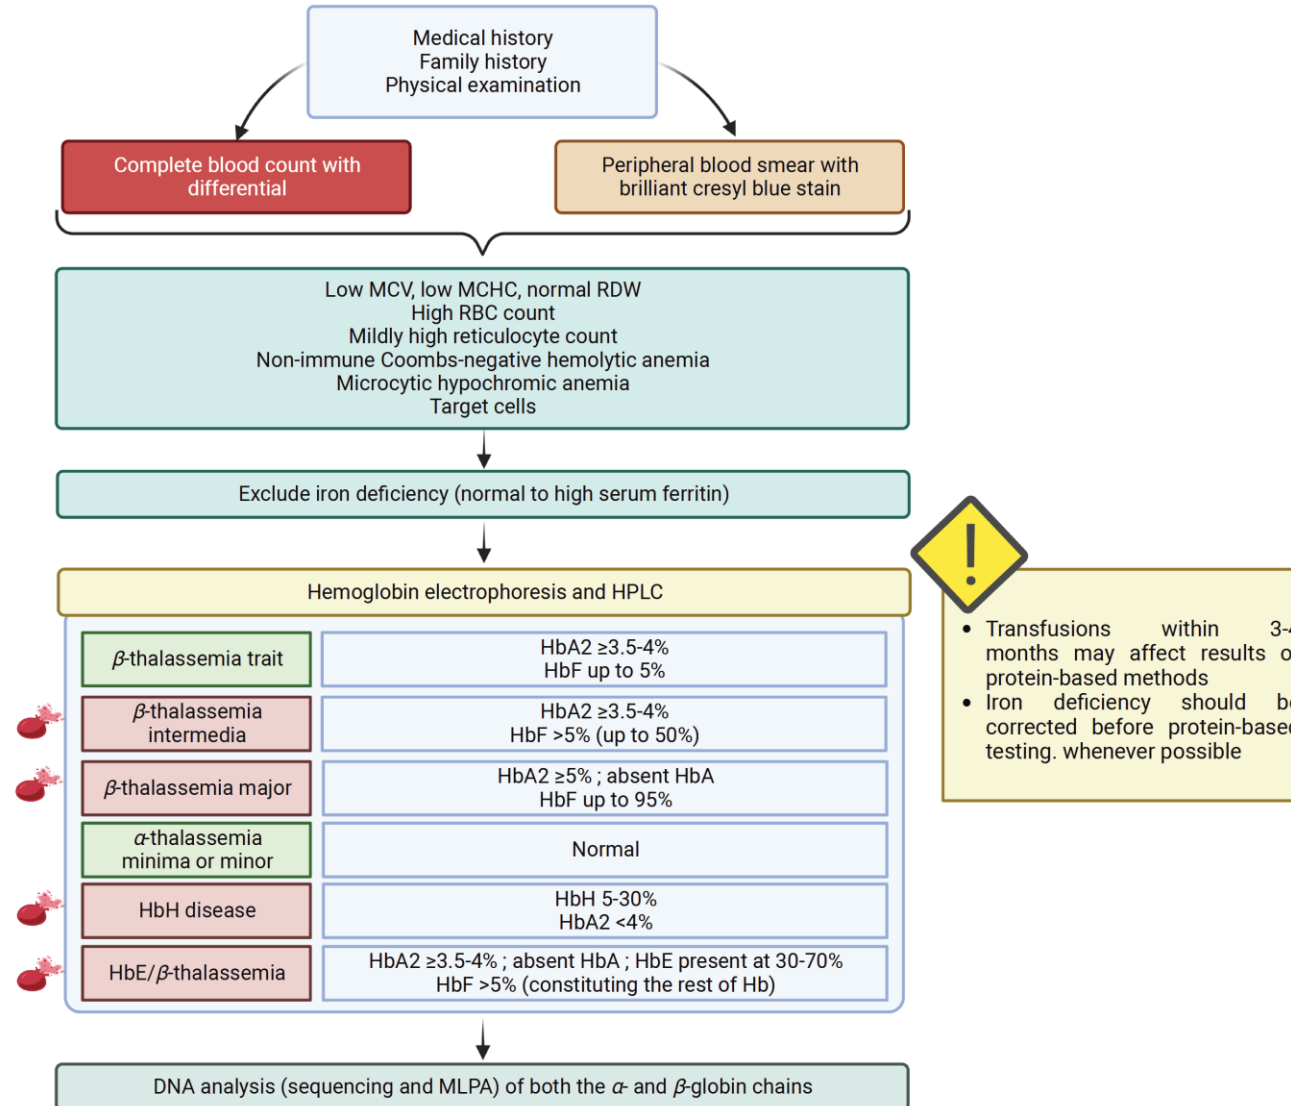 Medical history
Family history
Physical examination
Complete blood count with
differential
Peripheral blood smear with
brilliant cresyl blue stain
Low MCV, low MCHC, normal RDW
High RBC count
Mildly high reticulocyte count
Non-immune Coombs-negative hemolytic anemia
Microcytic hypochromic anemia
Target cells
Exclude iron deficiency (normal to high serum ferritin)
Hemoglobin electrophoresis and HPLC
β-thalassemia trait
HbA2 ≥3.5-4%
HbF up to 5%
β-thalassemia
intermedia
HbA2 ≥3.5-4%
HbF >5% (up to 50%)
β-thalassemia major
HbA2 ≥5% ; absent HbA
HbF up to 95%
α-thalassemia
minima or minor
Normal
HbH disease
HbH 5-30%
HbA2 <4%
HbE/β-thalassemia
HbA2 ≥3.5-4% ; absent HbA ; HbE present at 30-70%
HbF >5% (constituting the rest of Hb)
DNA analysis (sequencing and MLPA) of both the α- and β-globin chains
!
• Transfusions within 3-4
months may affect results
protein-based methods
• Iron deficiency should be
corrected before protein-based
testing. whenever possible